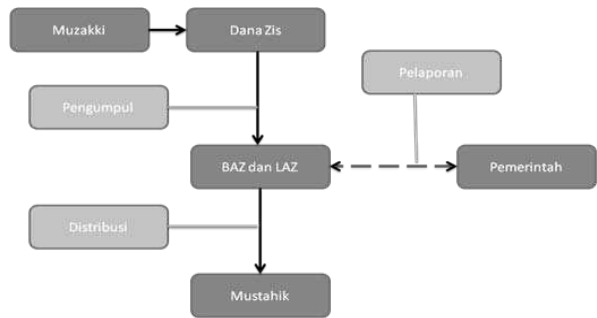 Muzakki
Dana Zis
Pelaporan
Pengumpul
BAZ dan LAZ
Pemerintah
Distribusi
Mustahik